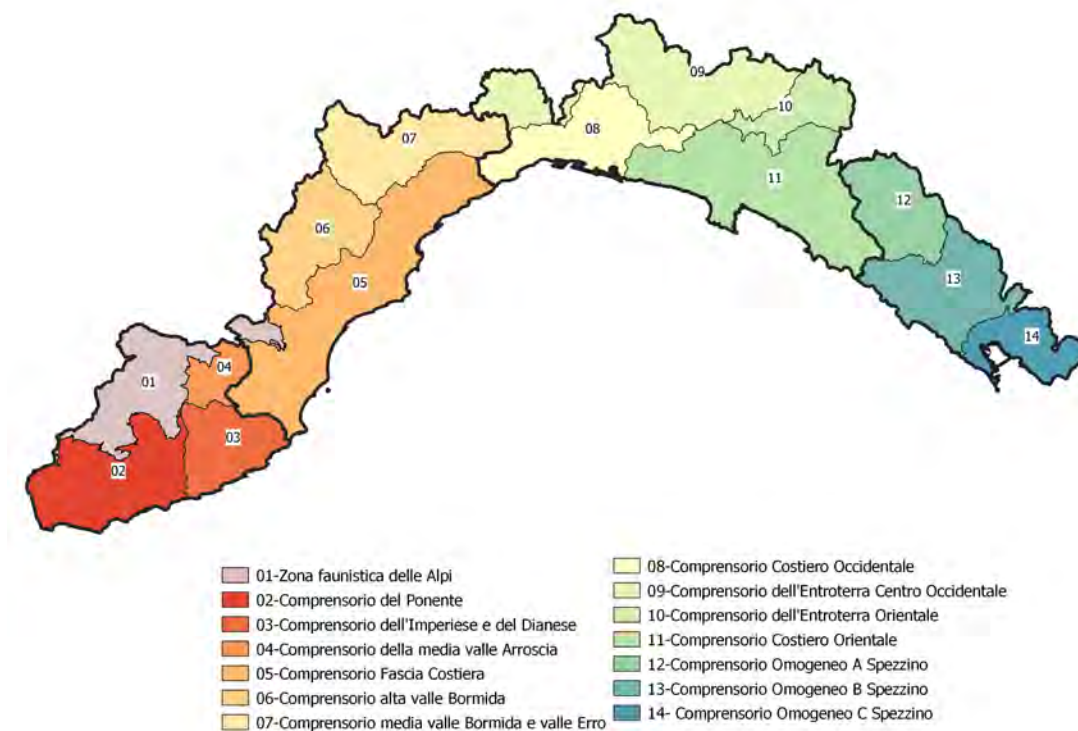 09
10
08
07
11
12
06
13
05
14
04
01
03
02
01-Zona faunistica delle Alpi
02-Comprensorio del Ponente
03-Comprensorio dell'Imperiese e del Dianese
04-Comprensorio della media valle Arroscia
05-Comprensorio Fascia Costiera
06-Comprensorio alta valle Bormida
07-Comprensorio media valle Bormida e valle Erro
08-Comprensorio Costiero Occidentale
09-Comprensorio dell'Entroterra Centro Occidentale
10-Comprensorio dell'Entroterra Orientale
11-Comprensorio Costiero Orientale
12-Comprensorio Omogeneo A Spezzino
13-Comprensorio Omogeneo B Spezzino
14- Comprensorio Omogeneo C Spezzino